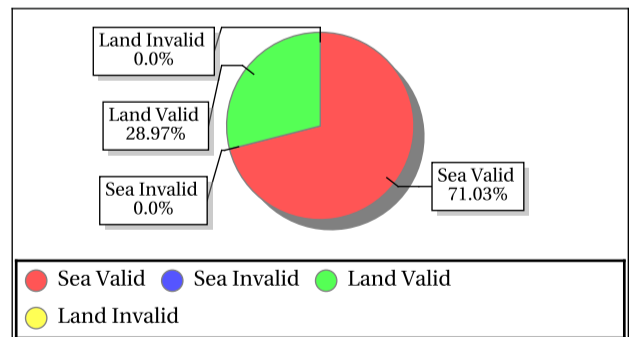 Land Invalid
0.0%
Land Valid
28.97%
Sea Invalid
0.0%
Sea Valid
71.03%
Sea Valid Sea Invalid Land Valid
Land Invalid